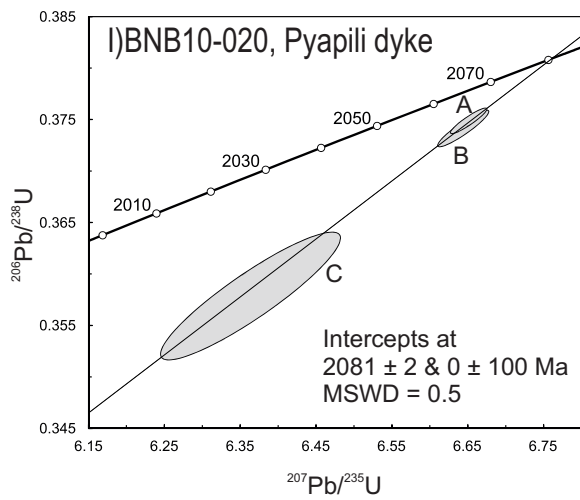 I)BNB10-020, Pyapili dyke
0.385
0.375
0.365
0.355
0.345
²⁰⁶Pb/²³⁸U
2010
2030
2050
2070
A
B
C
Intercepts at
2081 ± 2 & 0 ± 100 Ma
MSWD = 0.5
6.15 6.25 6.35 6.45 6.55 6.65 6.75
²⁰⁷Pb/²³⁵U